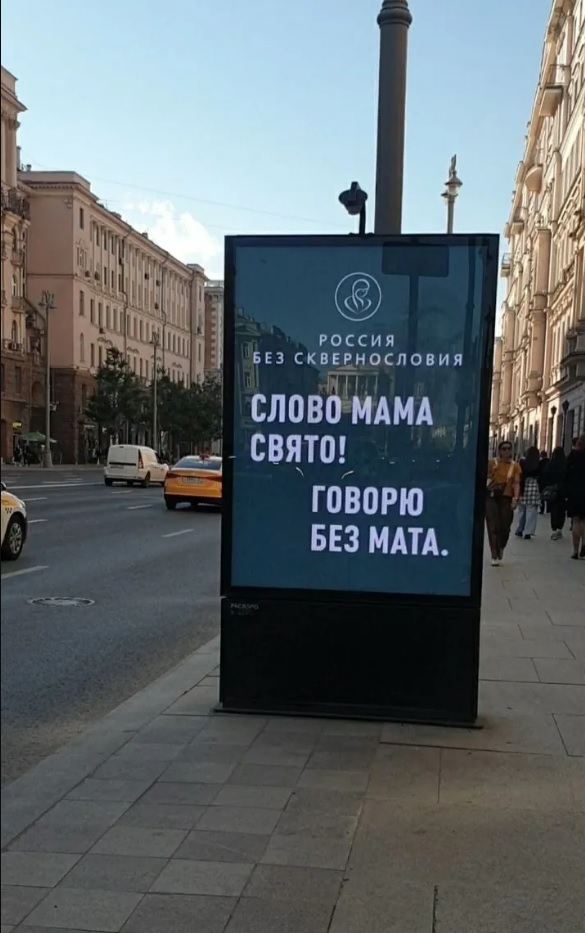 РОССИЯ
БЕЗ СКВЕРНОСЛОВИЯ
СЛОВО МАМА
СВЯТО!
ГОВОРЮ
БЕЗ МАТА.